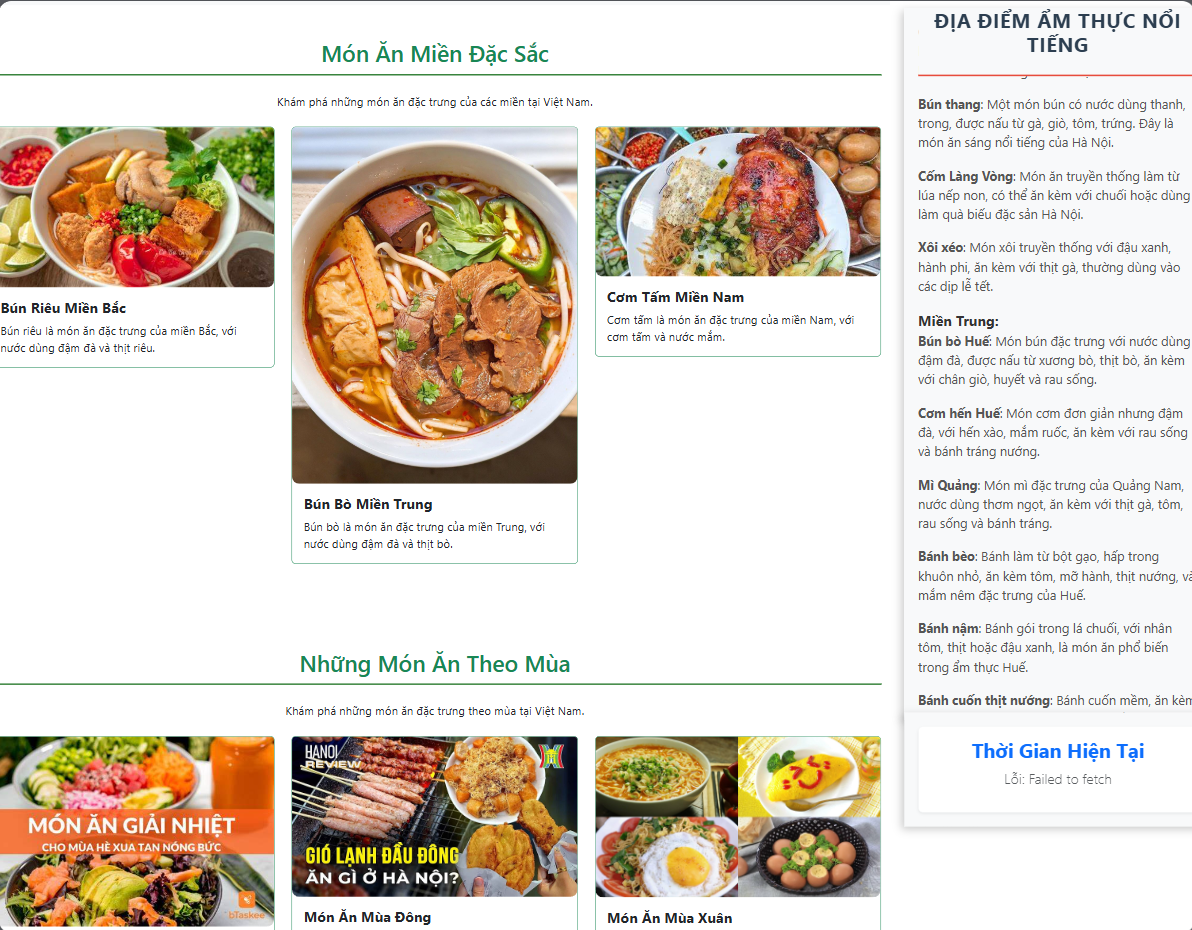 Món Ăn Miền Đặc Sắc
Khám phá những món ăn đặc trưng của các miền tại Việt Nam.
Bún Riêu Miền Bắc
Bún riêu là món ăn đặc trưng của miền Bắc, với
nước dùng đậm đà và thịt riêu.
Bún Bò Miền Trung
Bún bò là món ăn đặc trưng của miền Trung, với
nước dùng đậm đà và thịt bò.
Cơm Tấm Miền Nam
Cơm tấm là món ăn đặc trưng của miền Nam, với
cơm tấm và nước mắm.
Những Món Ăn Theo Mùa
Khám phá những món ăn đặc trưng theo mùa tại Việt Nam.
MÓN ĂN GIẢI NHIỆT
CHO MÙA HÈ XUA TAN NÓNG BỨC
bTaskee
HANOI
REVIEW
GIÓ LẠNH ĐẦU ĐÔNG
ĂN GÌ Ở HÀ NỘI?
Món Ăn Mùa Đông
Món Ăn Mùa Xuân
ĐỊA ĐIỂM ẨM THỰC NỔI
TIẾNG
Bún thang: Một món bún có nước dùng thanh,
trong, được nấu từ gà, giò, tôm, trứng. Đây là
món ăn sáng nổi tiếng của Hà Nội.
Cốm Làng Vòng: Món ăn truyền thống làm từ
lúa nếp non, có thể ăn kèm với chuối hoặc dùng
làm quà biếu đặc sản Hà Nội.
Xôi xéo: Món xôi truyền thống với đậu xanh,
hành phi, ăn kèm với thịt gà, thường dùng vào
các dịp lễ tết.
Miền Trung:
Bún bò Huế: Món bún đặc trưng với nước dùng
đậm đà, được nấu từ xương bò, thịt bò, ăn kèm
với chân giò, huyết và rau sống.
Cơm hến Huế: Món cơm đơn giản nhưng đậm
đà, với hến xào, mắm ruốc, ăn kèm với rau sống
và bánh tráng nướng.
Mì Quảng: Món mì đặc trưng của Quảng Nam,
nước dùng thơm ngọt, ăn kèm với thịt gà, tôm,
rau sống và bánh tráng.
Bánh bèo: Bánh làm từ bột gạo, hấp trong
khuôn nhỏ, ăn kèm tôm, mỡ hành, thịt nướng, và
mắm nêm đặc trưng của Huế.
Bánh nậm: Bánh gói trong lá chuối, với nhân
tôm, thịt hoặc đậu xanh, là món ăn phổ biến
trong ẩm thực Huế.
Bánh cuốn thịt nướng: Bánh cuốn mềm, ăn kèm
Thời Gian Hiện Tại
Lỗi: Failed to fetch